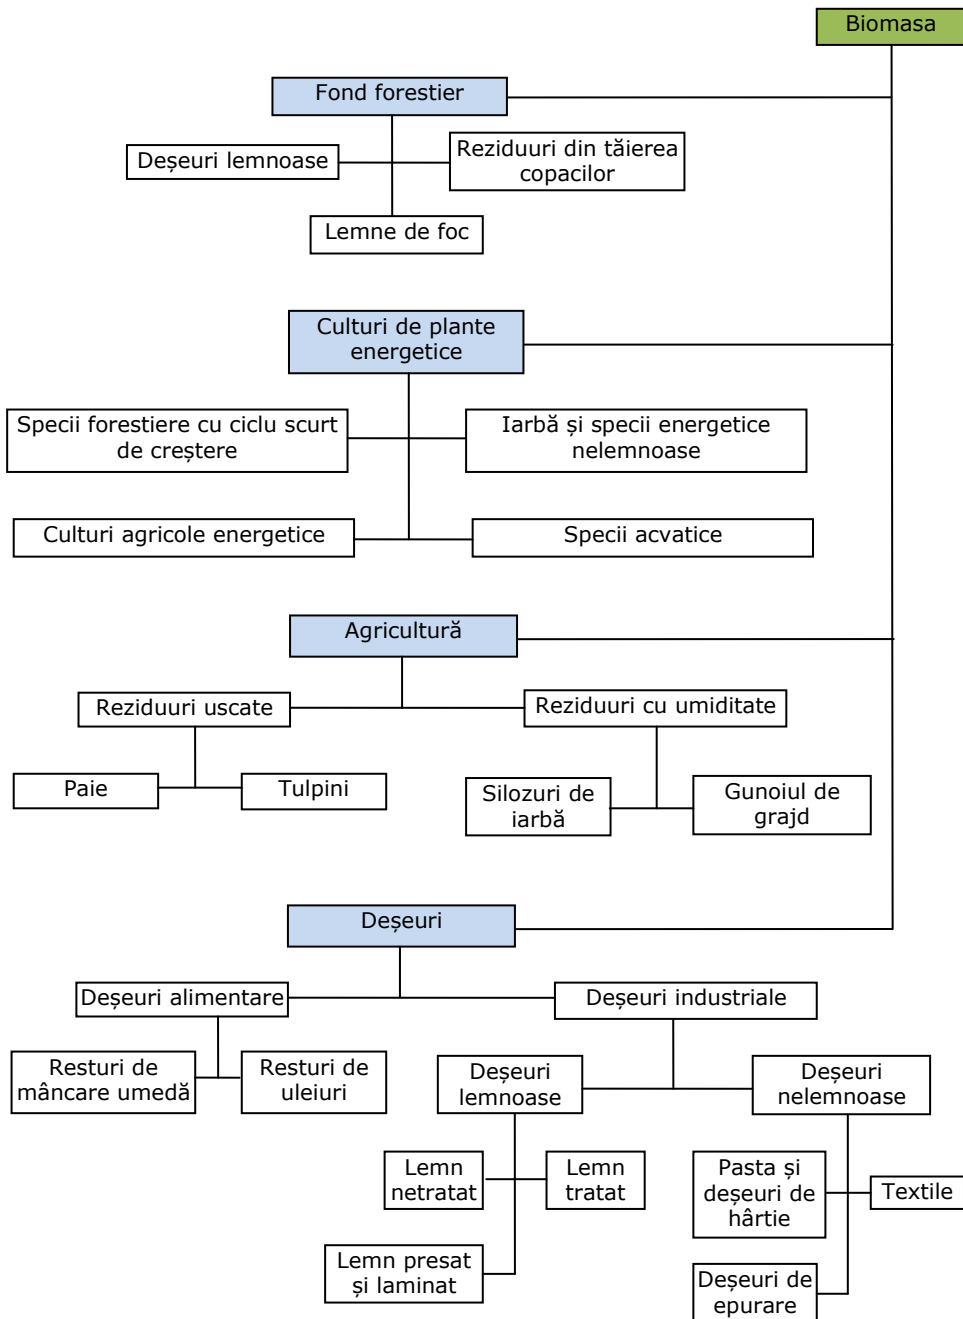 Biomasa
Fond forestier
Deșeuri lemnoase
Reziduuri din tăierea
copacilor
Lemne de foc
Culturi de plante
energetice
Specii forestiere cu ciclu scurt
de creștere
Iarbă și specii energetice
nelemnoase
Culturi agricole energetice
Specii acvatice
Agricultură
Reziduuri uscate
Reziduuri cu umiditate
Paie
Tulpini
Silozuri de
iarbă
Gunoiul de
grajd
Deșeuri
Deșeuri alimentare
Deșeuri industriale
Resturi de
mâncare umedă
Resturi de
uleiuri
Deșeuri
lemnoase
Deșeuri
nelemnoase
Lemn
netratat
Lemn
tratat
Pasta și
deșeuri de
hârtie
Textile
Lemn presat
și laminat
Deșeuri de
epurare